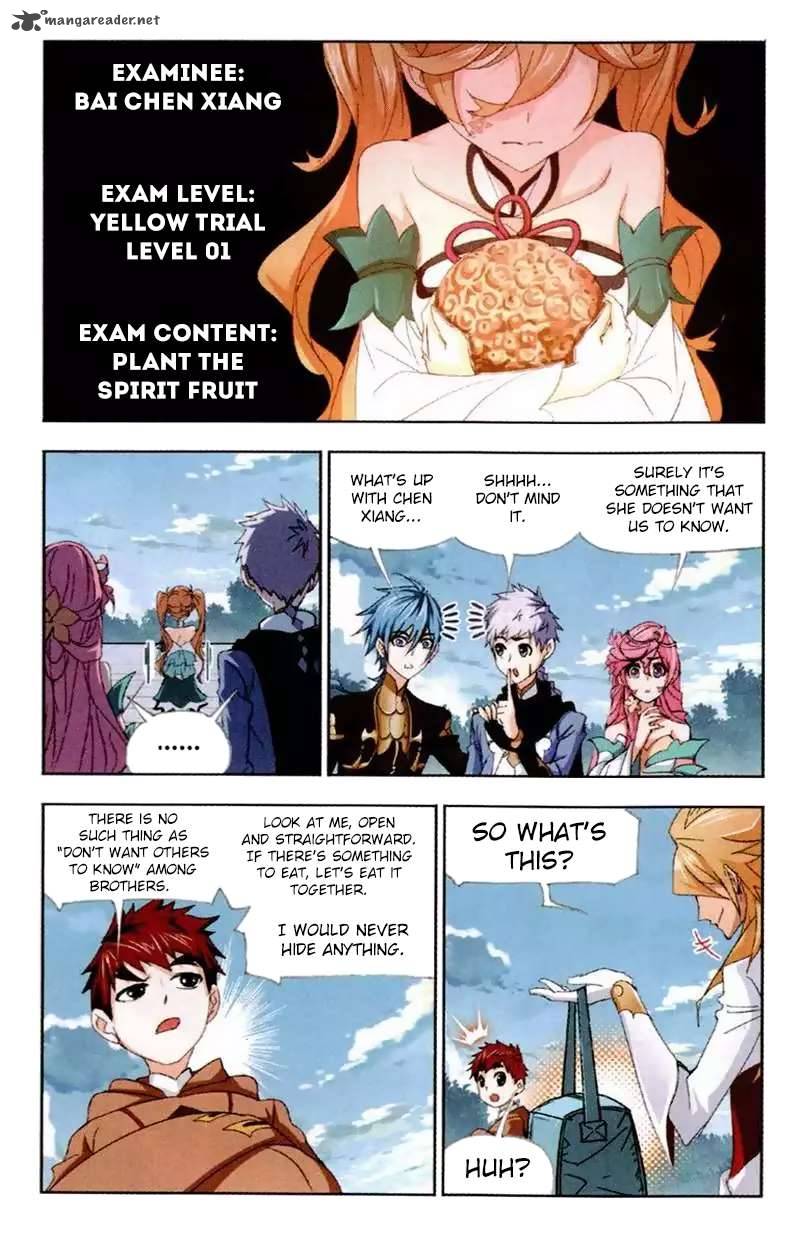 mangareader.net
EXAMINEE:
BAI CHEN XIANG
EXAM LEVEL:
YELLOW TRIAL
LEVEL 01
EXAM CONTENT:
PLANT THE
SPIRIT FRUIT
......
WHAT'S UP
WITH CHEN
XIANG...
SHHHH...
DON'T MIND
IT.
SURELY IT'S
SOMETHING THAT
SHE DOESN'T WANT
US TO KNOW.
THERE IS NO
SUCH THING AS
"DON'T WANT OTHERS
TO KNOW" AMONG
BROTHERS.
LOOK AT ME, OPEN
AND STRAIGHTFORWARD.
IF THERE'S SOMETHING
TO EAT, LET'S EAT IT
TOGETHER.
I WOULD NEVER
HIDE ANYTHING.
SO WHAT'S
THIS?
HUH?